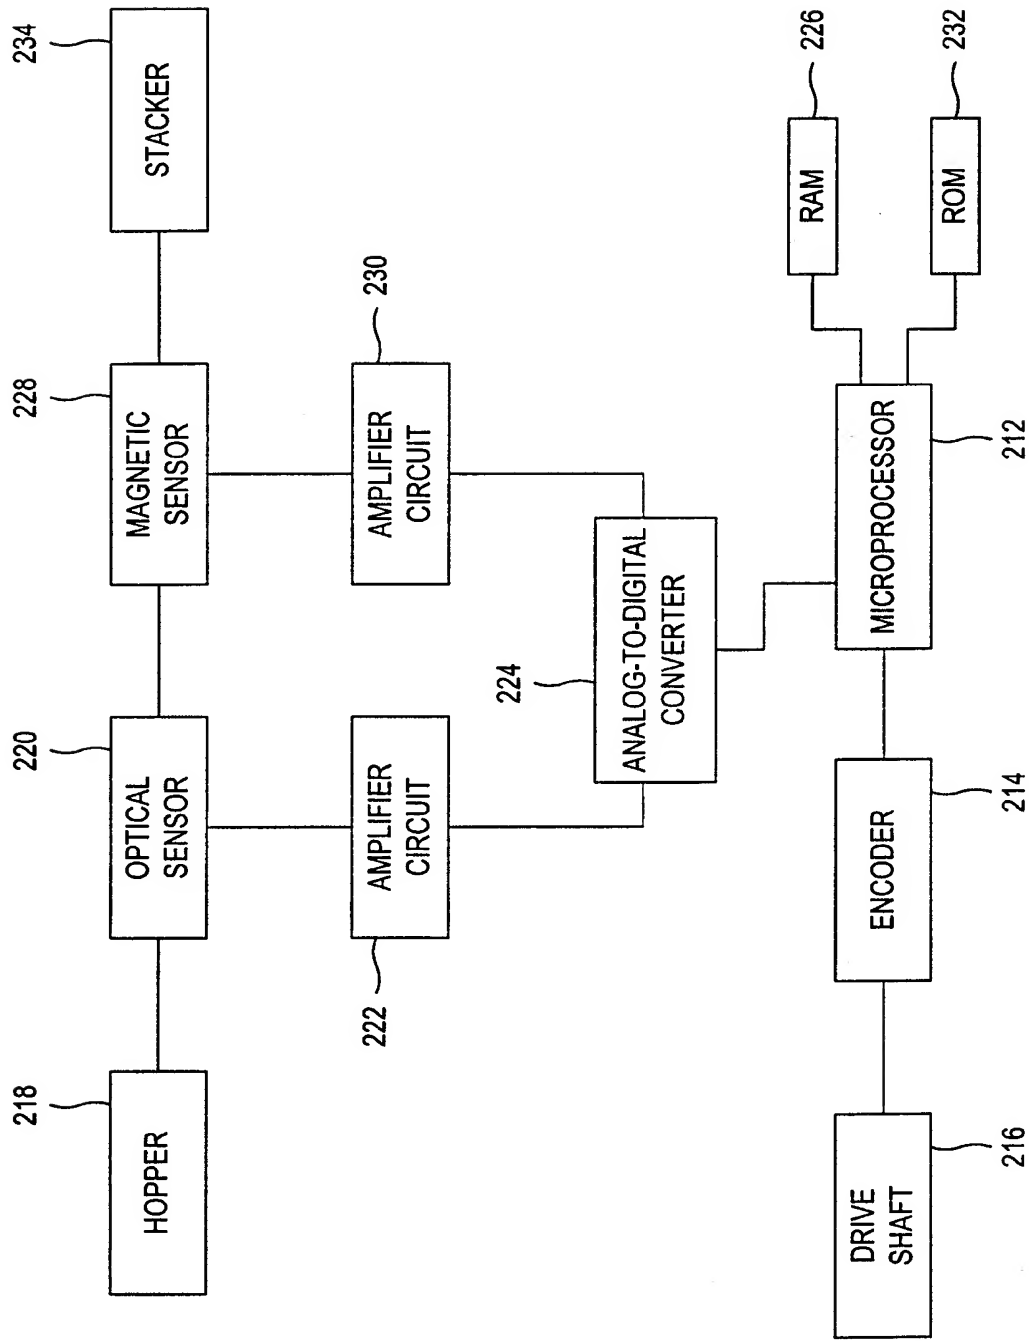 218
HOPPER
220
OPTICAL
SENSOR
228
MAGNETIC
SENSOR
234
STACKER
222
AMPLIFIER
CIRCUIT
AMPLIFIER
CIRCUIT
230
224
ANALOG-TO-DIGITAL
CONVERTER
RAM
226
DRIVE
SHAFT
216
ENCODER
214
MICROPROCESSOR
212
ROM
232